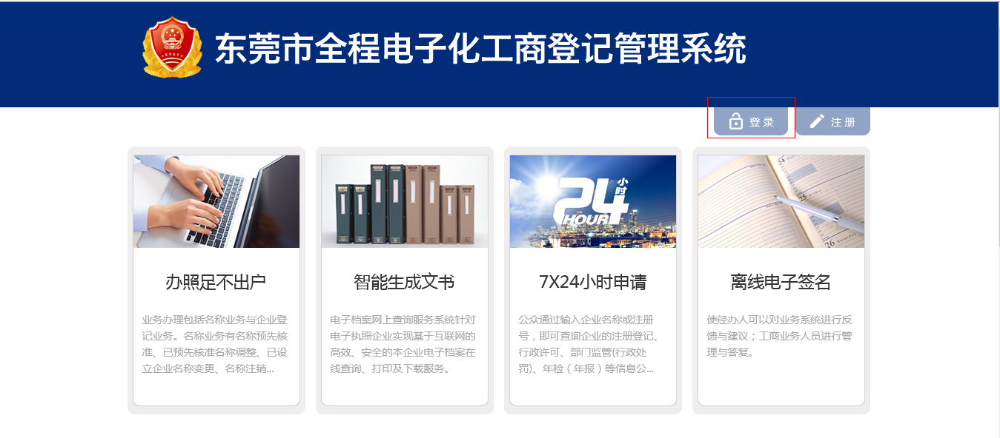 东莞市全程电子化工商登记管理系统
登录
注册
24小时
HOUR
25
26 Saturday
办照足不出户
智能生成文书
7X24小时申请
离线电子签名
业务办理包括名称业务与企业登
记业务。名称业务有名称预先核
准、已预先核准名称调整、已设
立企业名称变更、名称注销...
电子档案网上查询服务系统针对
电子执照企业实现基于互联网的
高效、安全的本企业电子档案在
线查询、打印及下载服务。
公众通过输入企业名称或注册
号，即可查询企业的注册登记、
行政许可、部门监管(行政处
罚)、年检（年报）等信息公...
使经办人可以对业务系统进行反
馈与建议；工商业务人员进行管
理与答复。